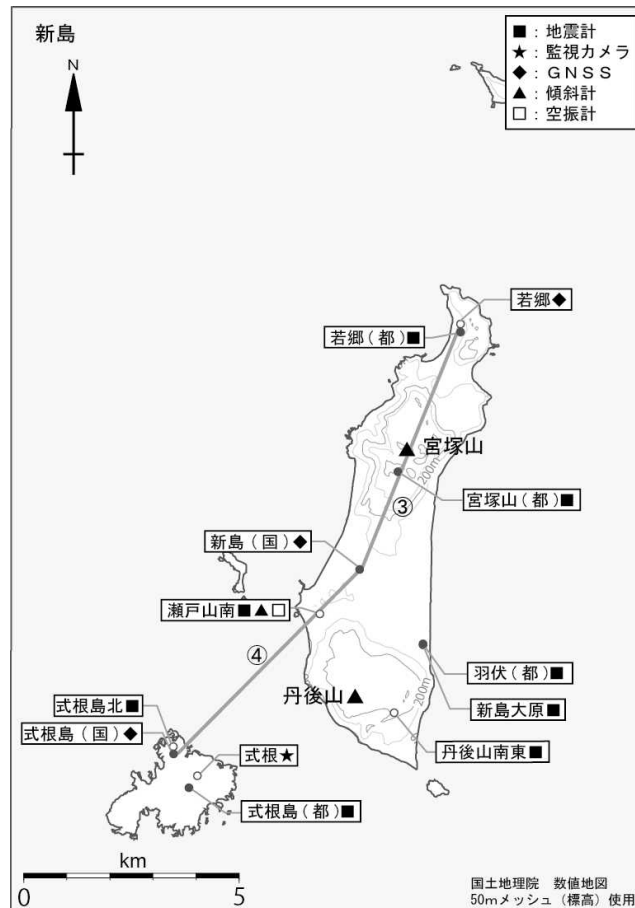 新島
N
■：地震計
★：監視カメラ
◆：ＧＮＳＳ
▲：傾斜計
□：空振計
若郷◆
若郷（都）■
宮塚山
200m
宮塚山（都）■
③
新島（国）◆
瀬戸山南■▲□
④
羽伏（都）■
丹後山
200m
新島大原■
式根島北■
式根島（国）◆
丹後山南東■
式根★
式根島（都）■
km
0 5
国土地理院　数値地図
50mメッシュ（標高）使用